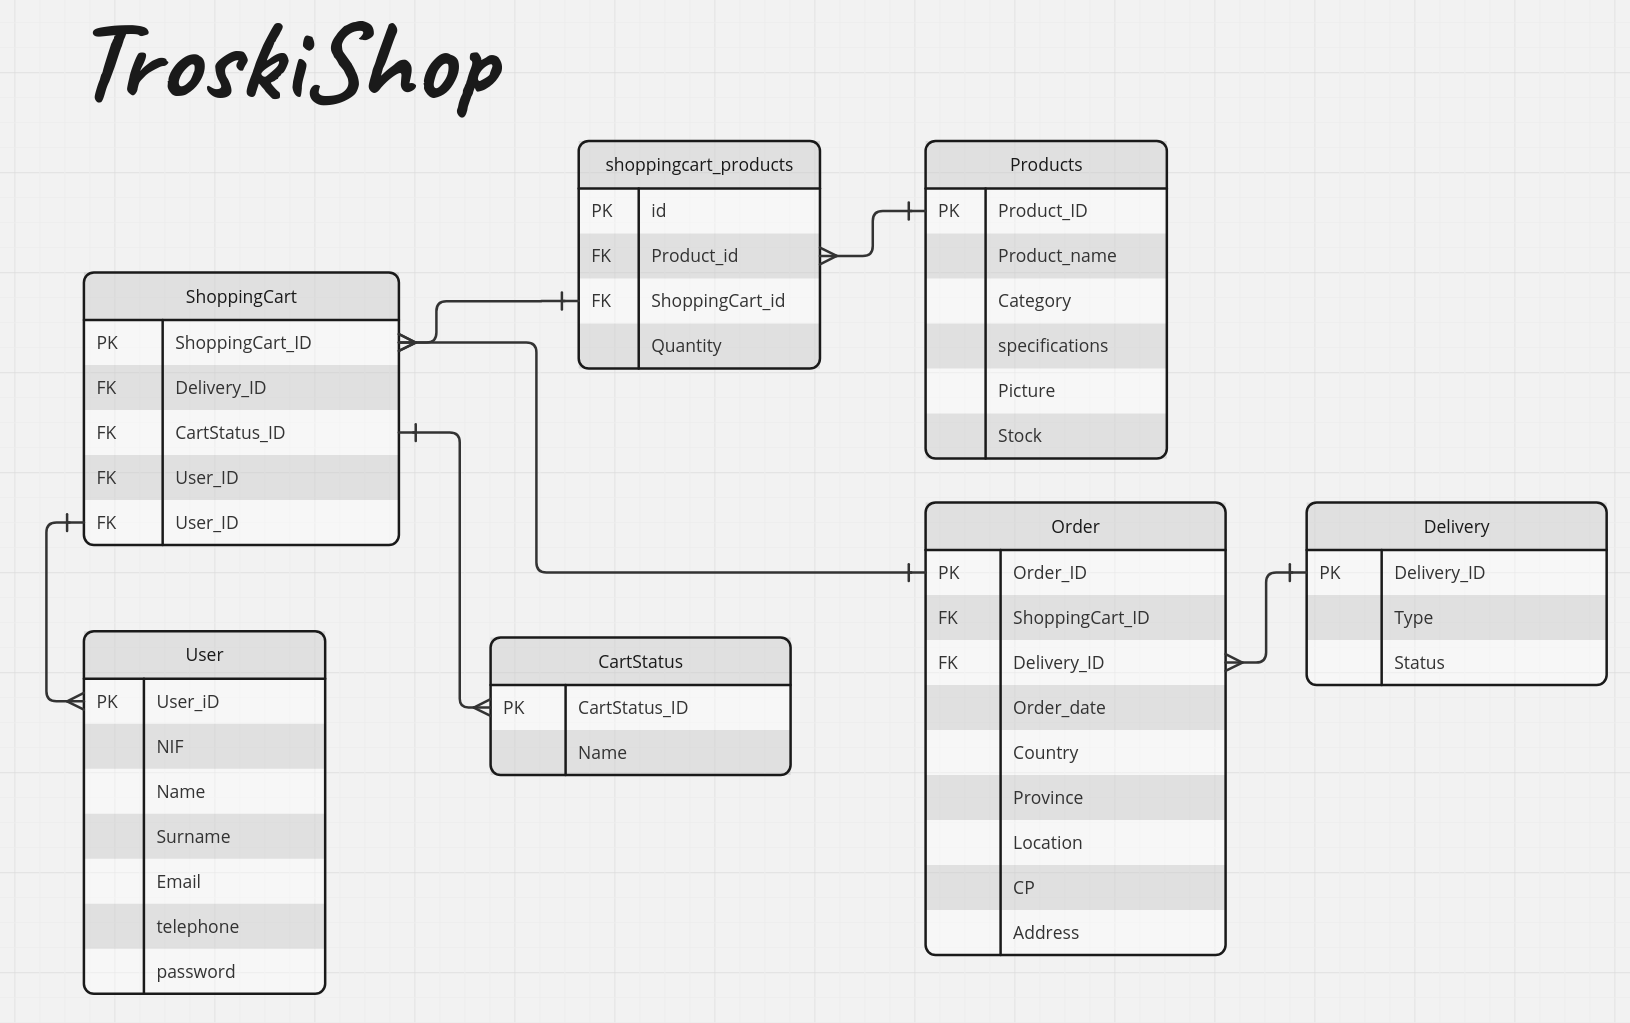 TroskiShop
shoppingcart_products
PK id
FK Product_id
FK ShoppingCart_id
Quantity
Products
PK Product_ID
Product_name
Category
specifications
Picture
Stock
ShoppingCart
PK ShoppingCart_ID
FK Delivery_ID
FK CartStatus_ID
FK User_ID
FK User_ID
Order
PK Order_ID
FK ShoppingCart_ID
FK Delivery_ID
Order_date
Country
Province
Location
CP
Address
Delivery
PK Delivery_ID
Type
Status
User
PK User_iD
NIF
Name
Surname
Email
telephone
password
CartStatus
PK CartStatus_ID
Name